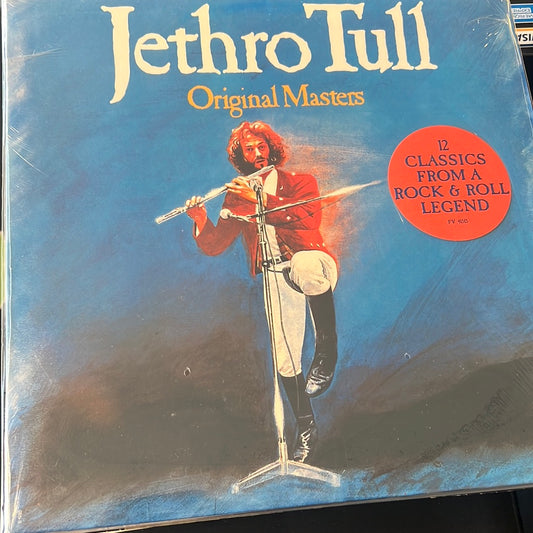 Jethro Tull
Original Masters
12
CLASSICS
FROM A
ROCK & ROLL
LEGEND